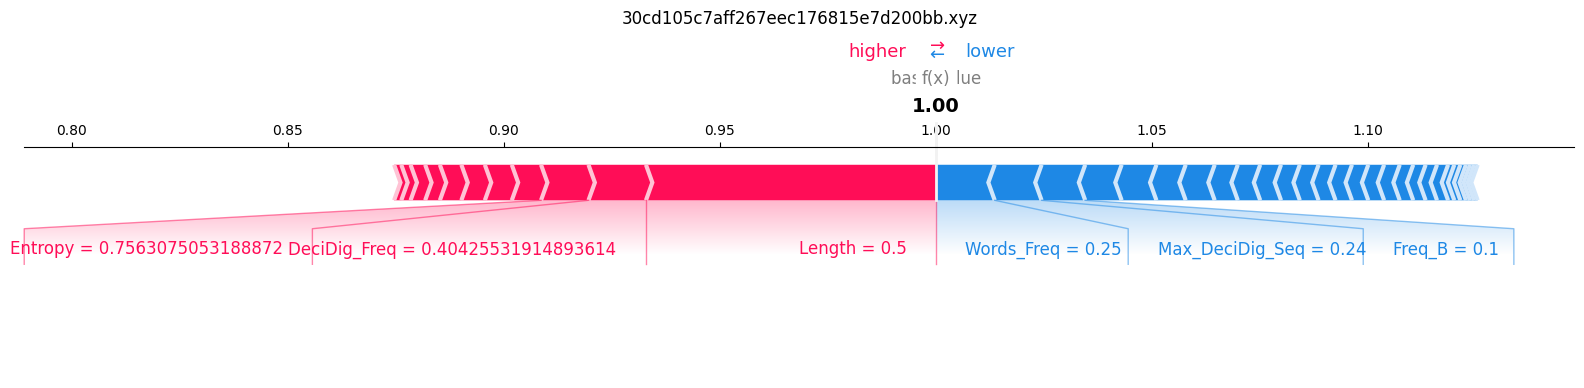 30cd105c7aff267eec176815e7d200bb.xyz
higher ⇄ lower
bas f(x) lue
1.00
0.80 0.85 0.90 0.95 1.00 1.05 1.10
Entropy = 0.7563075053188872 DeciDig_Freq = 0.40425531914893614 Length = 0.5 Words_Freq = 0.25 Max_DeciDig_Seq = 0.24 Freq_B = 0.1